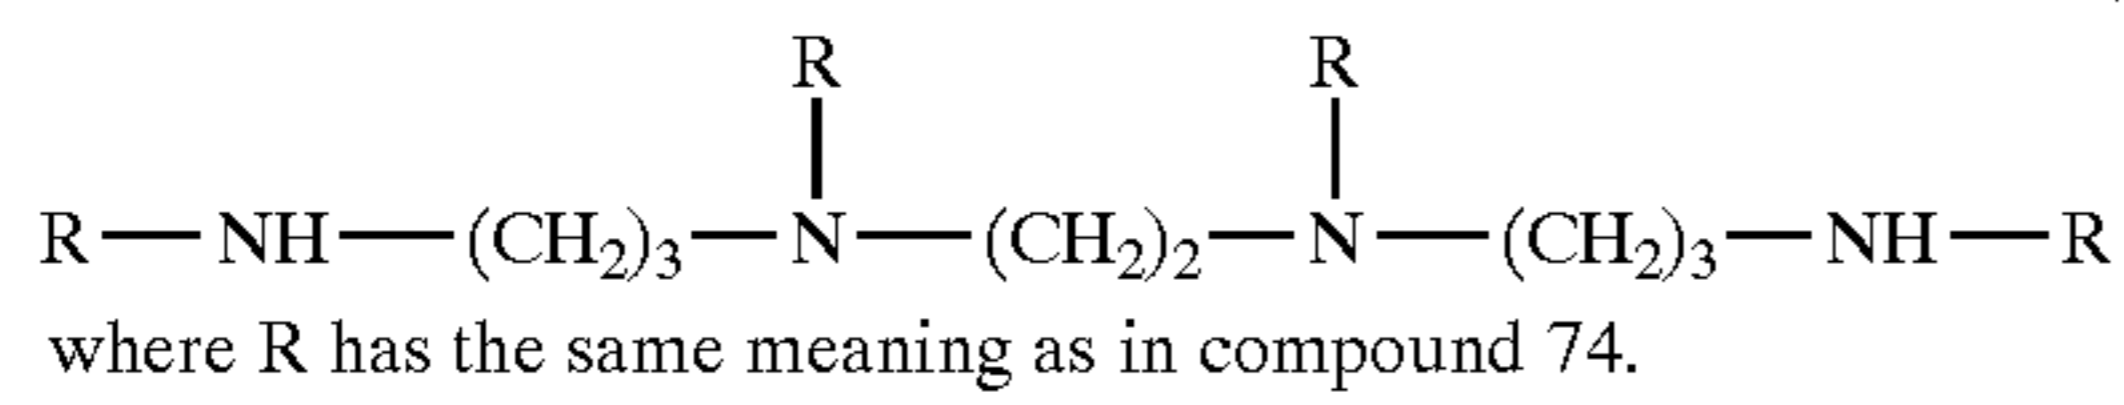 R R
R—NH—(CH₂)₃—N—(CH₂)₂—N—(CH₂)₃—NH—R
where R has the same meaning as in compound 74.